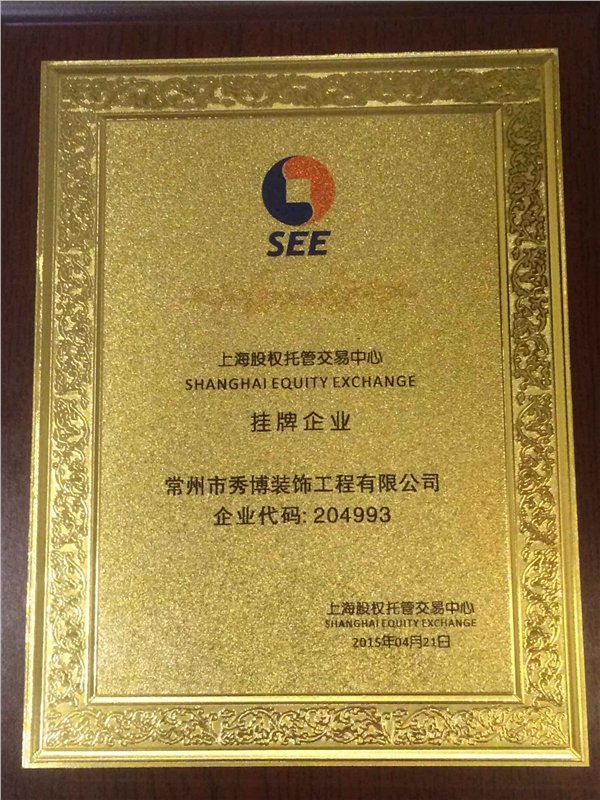 SEE
上海股权托管交易中心
SHANGHAI EQUITY EXCHANGE
挂牌企业
常州市秀博装饰工程有限公司
企业代码: 204993
上海股权托管交易中心
SHANGHAI EQUITY EXCHANGE
2015年04月21日